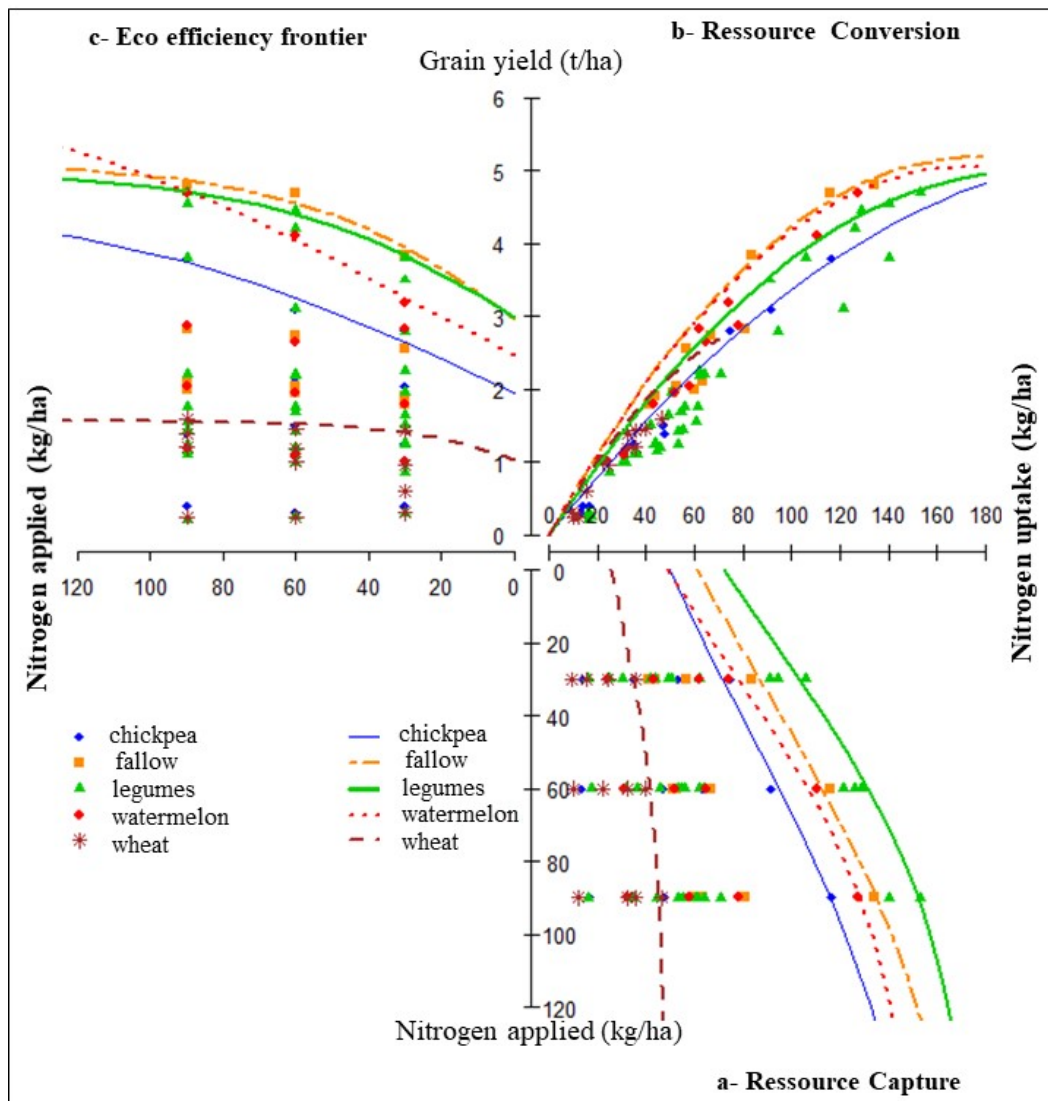 c- Eco efficiency frontier
b- Ressource Conversion
Grain yield (t/ha)
6
5
4
3
2
1
0
0 20 40 60 80 100 120 140 160 180
120 100 80 60 40 20 0
Nitrogen applied (kg/ha)
Nitrogen uptake (kg/ha)
0
20
40
60
80
100
120
chickpea
fallow
legumes
watermelon
wheat
chickpea
fallow
legumes
watermelon
wheat
Nitrogen applied (kg/ha)
a- Ressource Capture